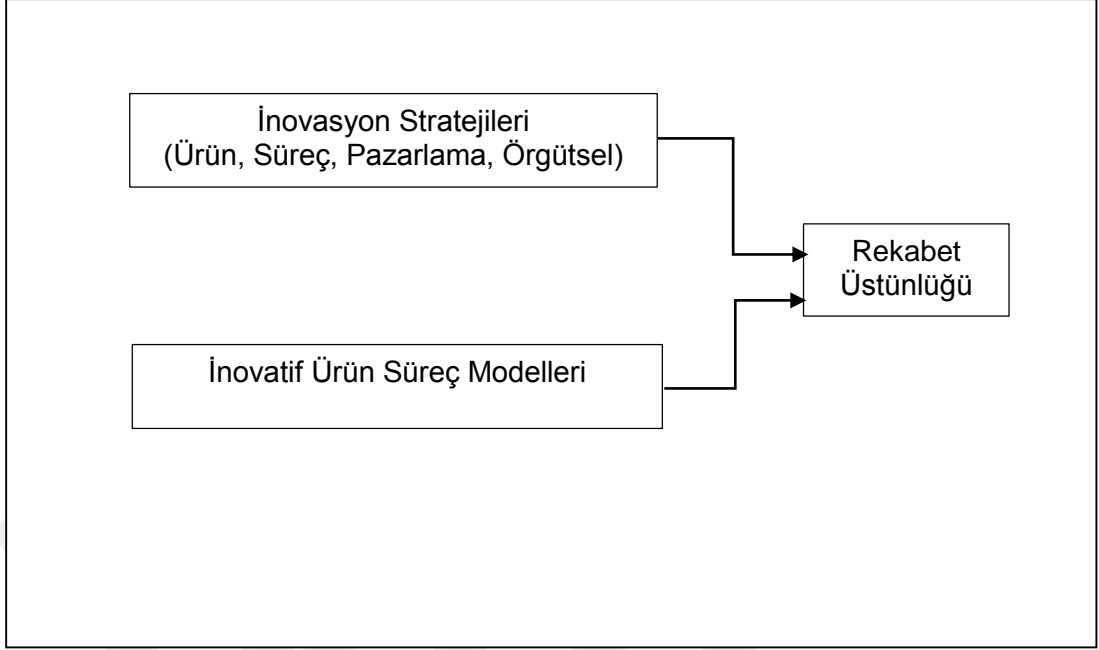 İnovasyon Stratejileri
(Ürün, Süreç, Pazarlama, Örgütsel)
Rekabet
Üstünlüğü
İnovatif Ürün Süreç Modelleri